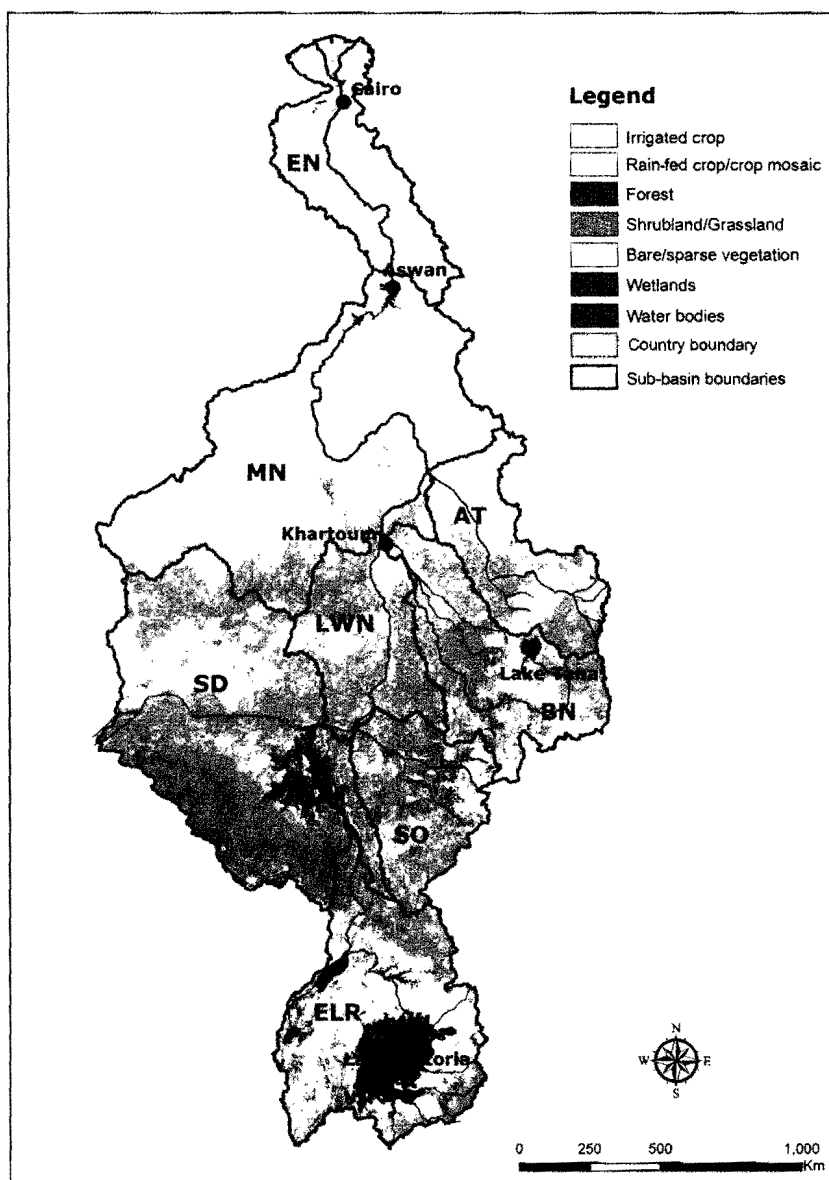 Cairo
EN
Aswan
MN
AT
Khartoum
LWN
Lake Tana
SD
BN
SO
ELR
Legend
Irrigated crop
Rain-fed crop/crop mosaic
Forest
Shrubland/Grassland
Bare/sparse vegetation
Wetlands
Water bodies
Country boundary
Sub-basin boundaries
N
W E
S
0 250 500 1,000
Km